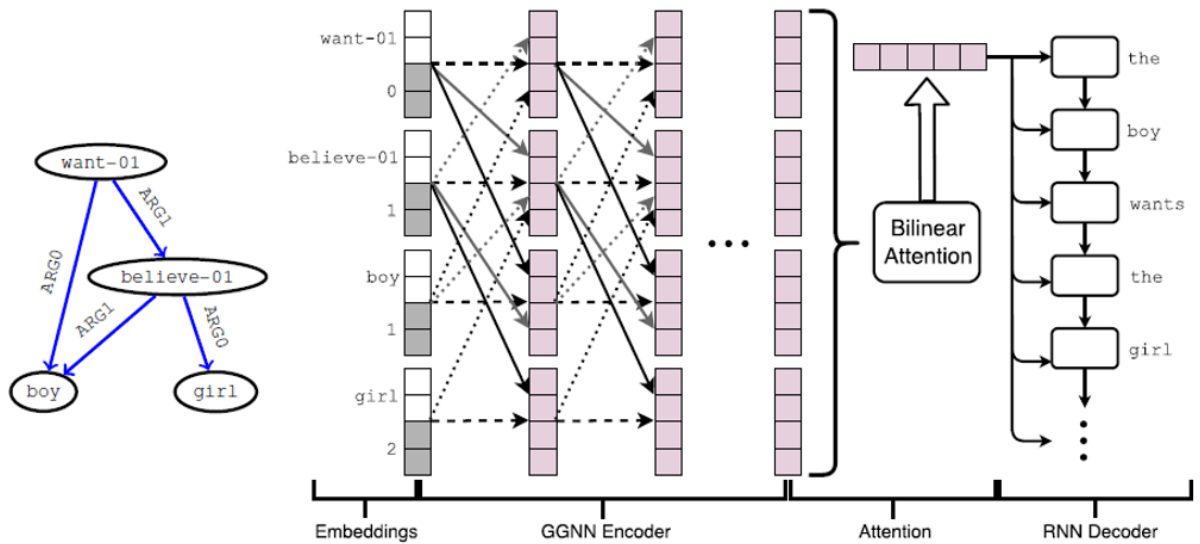 want-01
ARG0
ARG1
believe-01
ARG1
ARG0
boy
girl
want-01
0
believe-01
1
boy
1
girl
2
Bilinear
Attention
the
boy
wants
the
girl
Embeddings
GGNN Encoder
Attention
RNN Decoder